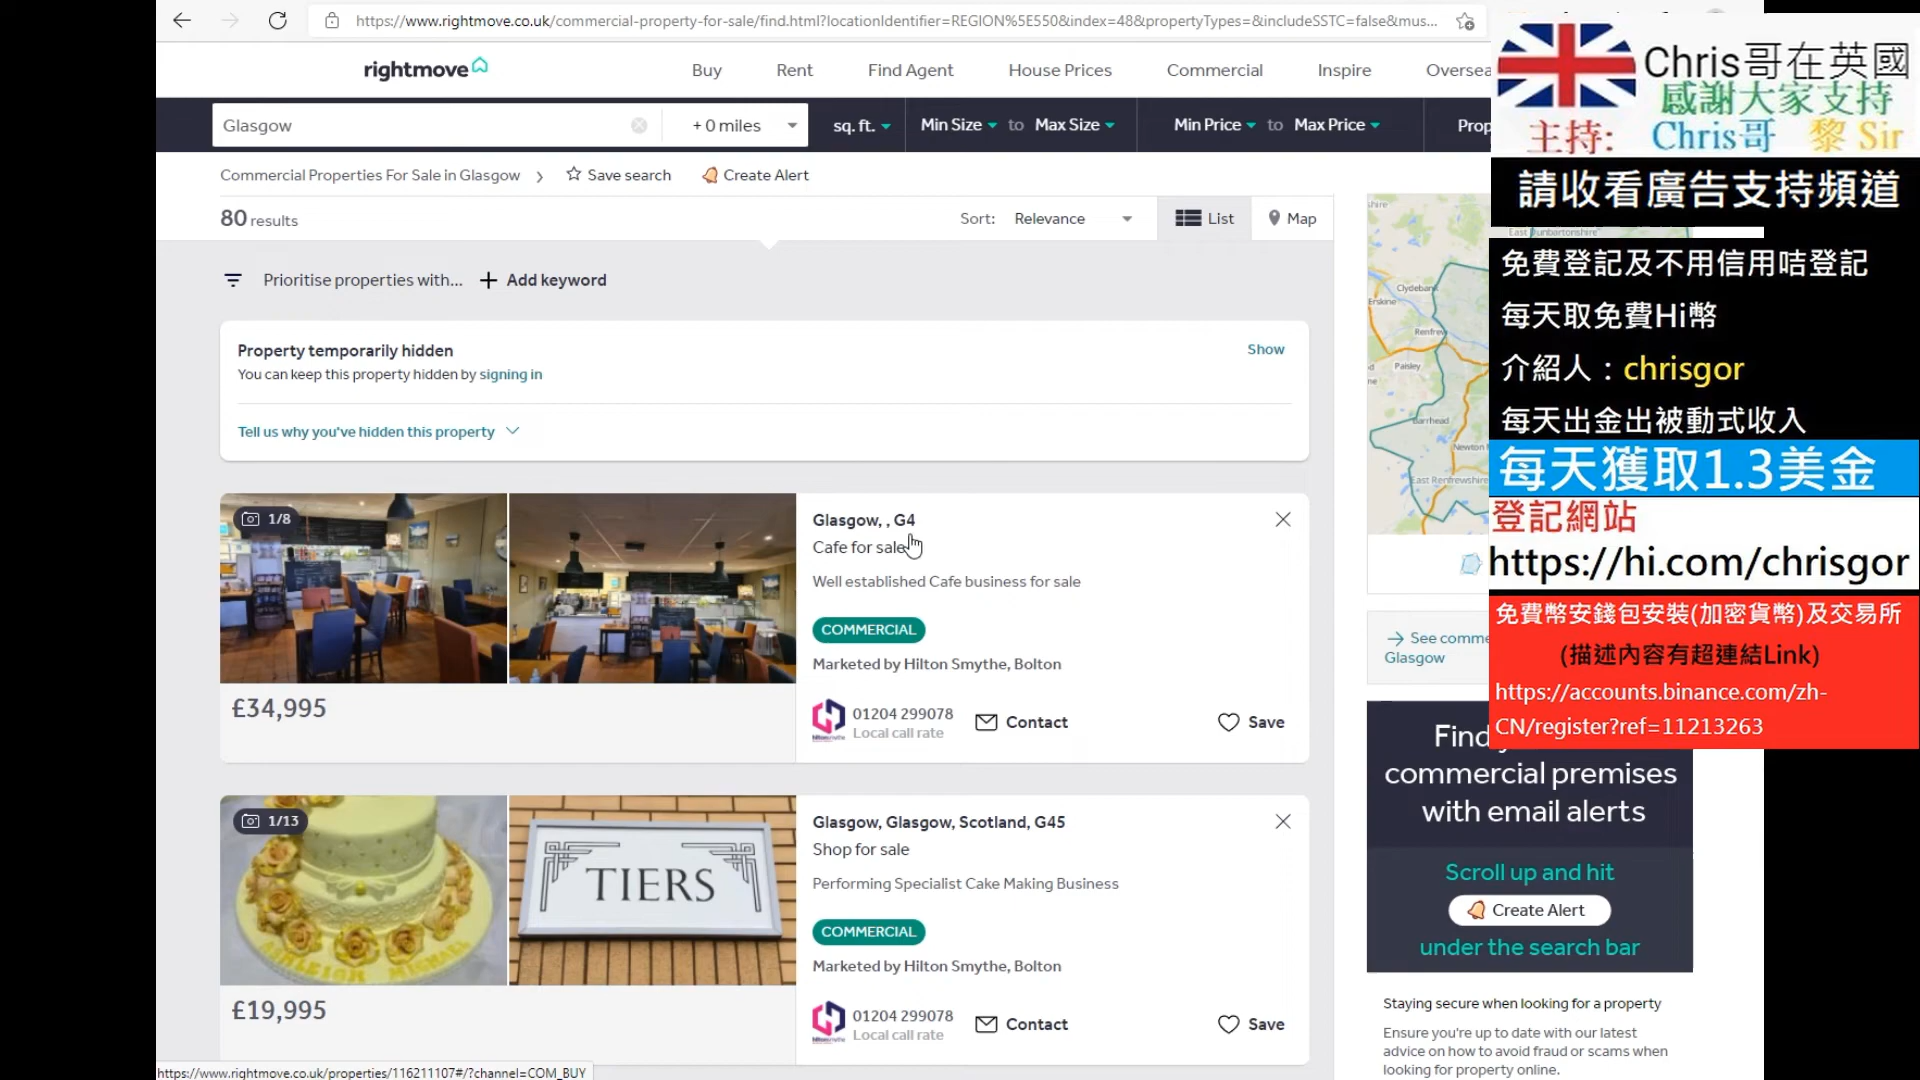 https://www.rightmove.co.uk/commercial-property-for-sale/find.html?locationIdentifier=REGION%5E550&index=48&propertyTypes=&includeSSTC=false&mus...
rightmove
Buy
Rent
Find Agent
House Prices
Commercial
Inspire
Oversea
Glasgow
+ 0 miles
sq. ft.
Min Size to Max Size
Min Price to Max Price
Prop
Commercial Properties For Sale in Glasgow
Save search
Create Alert
80 results
Sort: Relevance
List
Map
Prioritise properties with...
Add keyword
Property temporarily hidden
Show
You can keep this property hidden by signing in
Tell us why you've hidden this property
1/8
£34,995
Glasgow, , G4
Cafe for sale
Well established Cafe business for sale
COMMERCIAL
Marketed by Hilton Smythe, Bolton
01204 299078
Local call rate
Contact
Save
1/13
TIERS
£19,995
Glasgow, Glasgow, Scotland, G45
Shop for sale
Performing Specialist Cake Making Business
COMMERCIAL
Marketed by Hilton Smythe, Bolton
01204 299078
Local call rate
Contact
Save
https://www.rightmove.co.uk/properties/116211107#/?channel=COM_BUY
East Dunbartonshire
Clydebank
Erskine
Renfrew
Paisley
Barrhead
Newton
East Renfrewshire
See comme
Glasgow
Find
commercial premises
with email alerts
Scroll up and hit
Create Alert
under the search bar
Staying secure when looking for a property
Ensure you're up to date with our latest
advice on how to avoid fraud or scams when
looking for property online.
Chris哥在英國
感謝大家支持
主持: Chris哥 黎 Sir
請收看廣告支持頻道
免費登記及不用信用咭登記
每天取免費Hi幣
介紹人：chrisgor
每天出金出被動式收入
每天獲取1.3美金
登記網站
https://hi.com/chrisgor
免費幣安錢包安裝(加密貨幣)及交易所
(描述內容有超連結Link)
https://accounts.binance.com/zh-
CN/register?ref=11213263